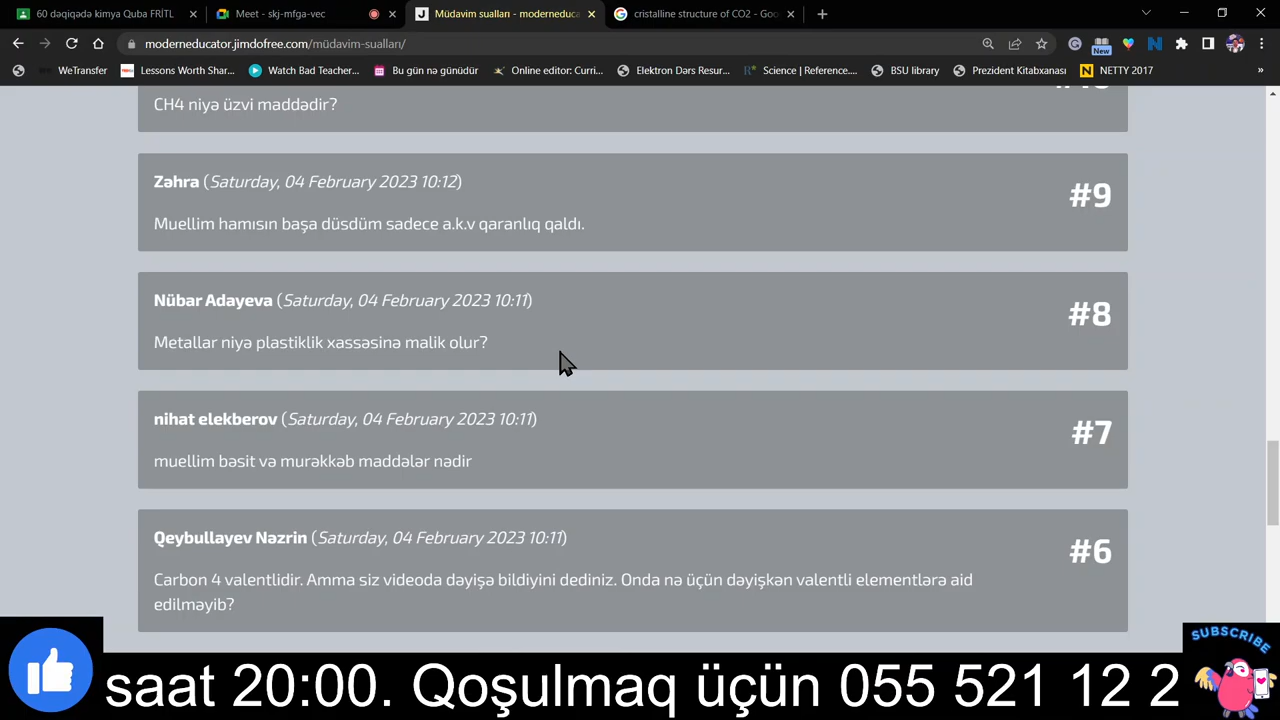 60 dəqiqədə kimya Quba FRİTL
Meet - skj-mfga-vec
Müdavim sualları - moderneduca
cristalline structure of CO2 - Goo
moderneducator.jimdofree.com/müdavim-sualları/
New
WeTransfer
Lessons Worth Shar...
Watch Bad Teacher...
Bu gün nə günüdür
Online editor: Curri...
Elektron Dərs Resur...
Science | Reference....
BSU library
Prezident Kitabxanası
NETTY 2017
CH4 niyə üzvi maddədir?
Zəhra (Saturday, 04 February 2023 10:12)
#9
Muellim hamısın başa düsdüm sadece a.k.v qaranlıq qaldı.
Nübar Adayeva (Saturday, 04 February 2023 10:11)
#8
Metallar niyə plastiklik xassəsinə malik olur?
nihat elekberov (Saturday, 04 February 2023 10:11)
#7
muellim bəsit və murəkkəb maddələr nədir
Qeybullayev Nəzrin (Saturday, 04 February 2023 10:11)
#6
Carbon 4 valentlidir. Amma siz videoda dəyişə bildiyini dediniz. Onda nə üçün dəyişkən valentli elementlərə aid
edilməyib?
SUBSCRIBE
saat 20:00. Qoşulmaq üçün 055 521 12 2